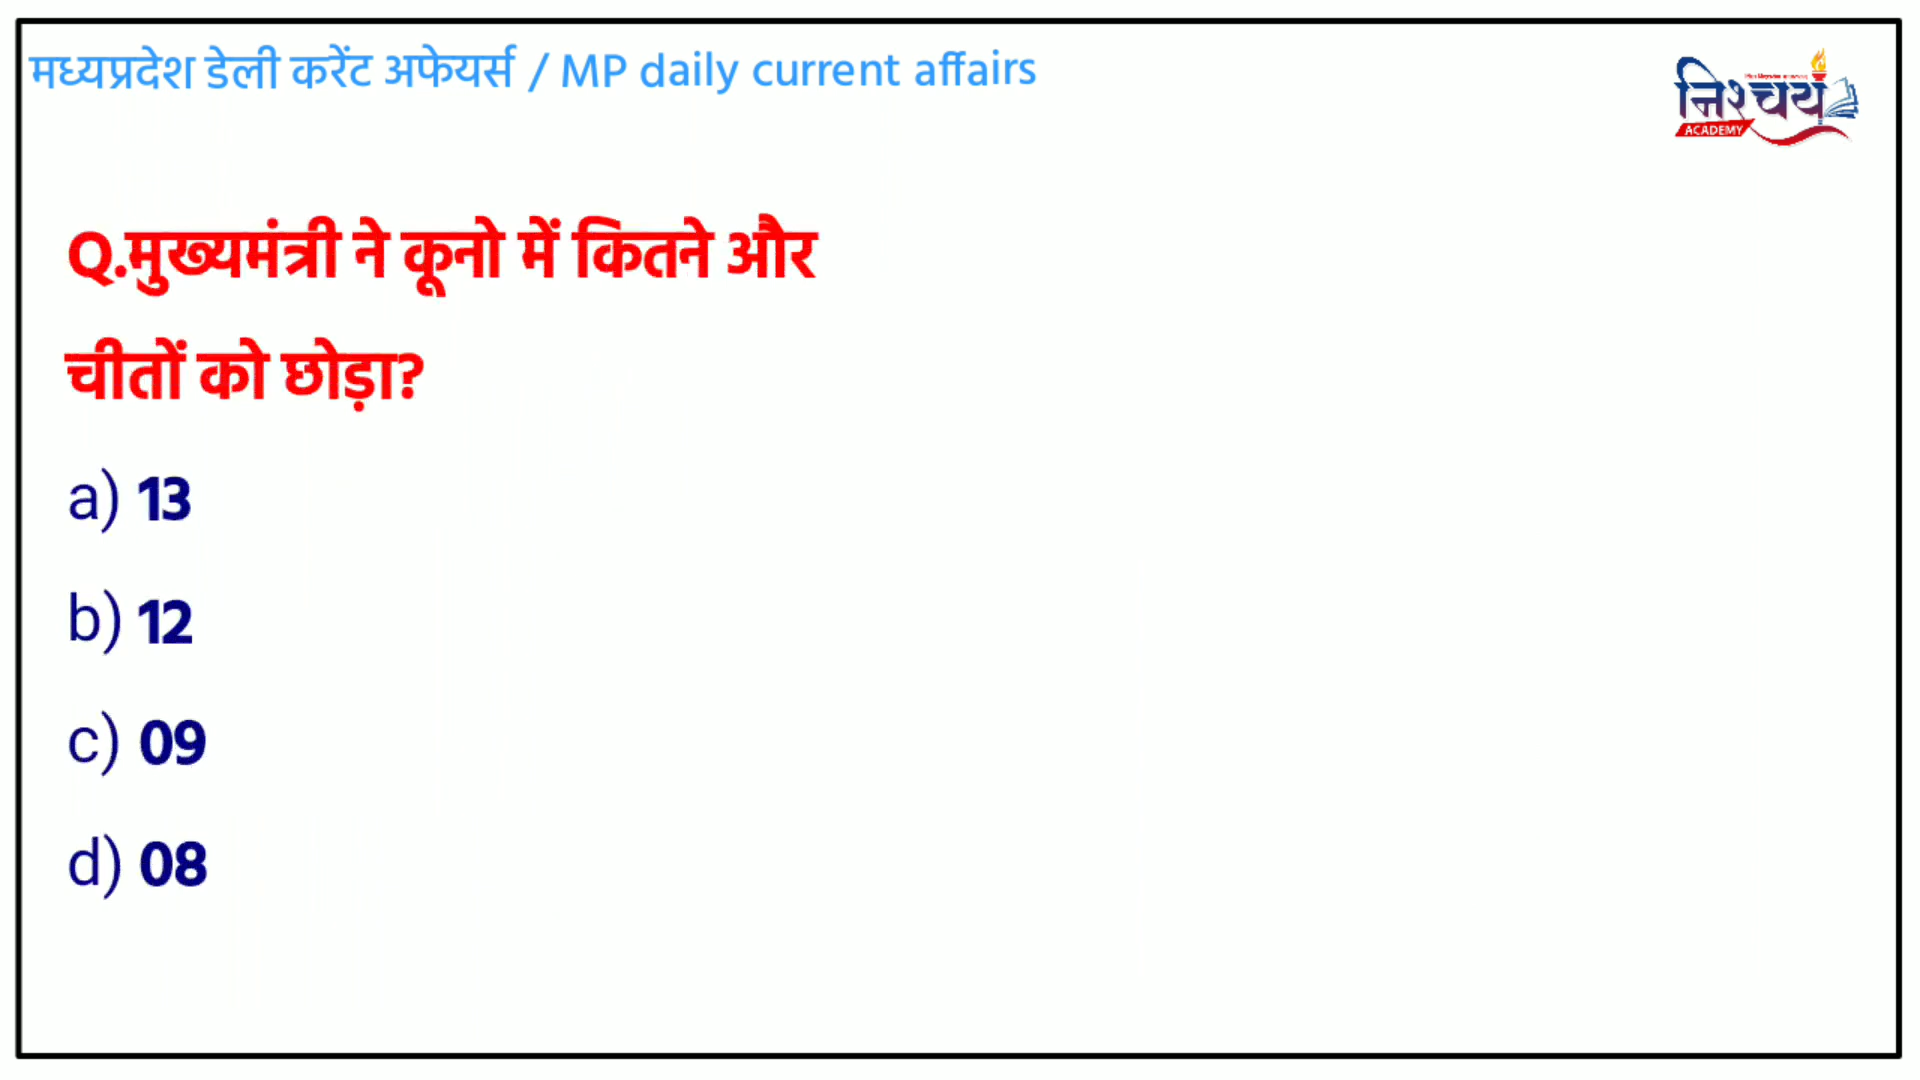 मध्यप्रदेश डेली करेंट अफेयर्स / MP daily current affairs
निश्चय
ACADEMY
Q.मुख्यमंत्री ने कूनो में कितने और
चीतों को छोड़ा?
a) 13
b) 12
c) 09
d) 08